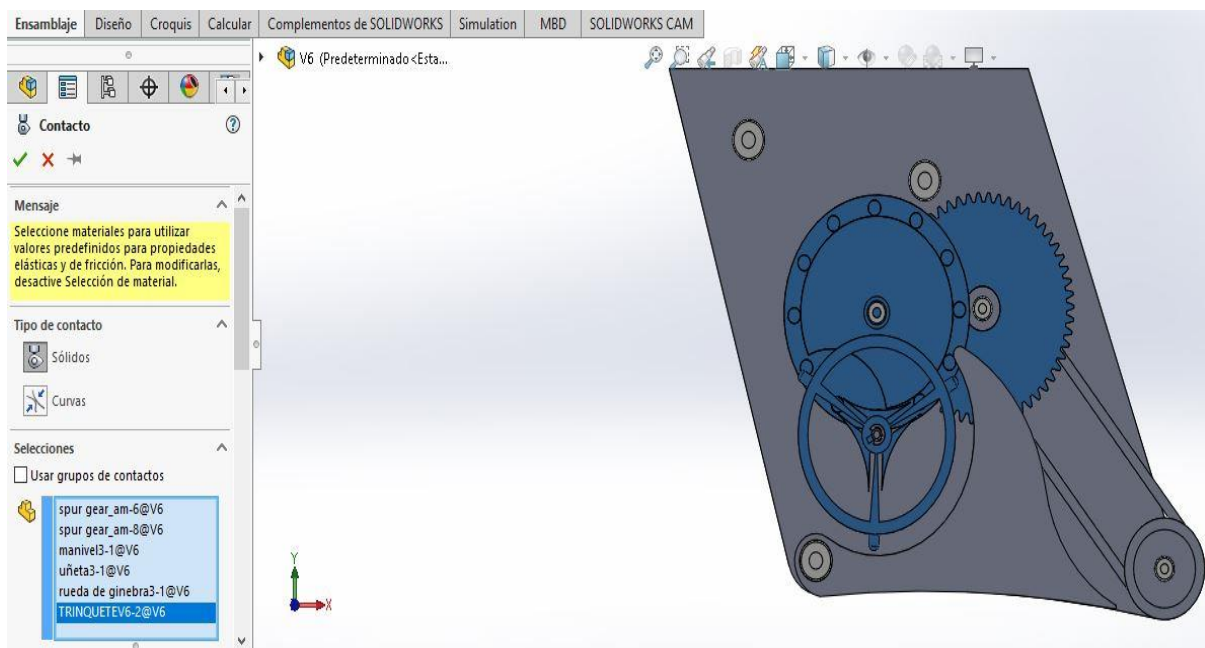 Ensamblaje Diseño Croquis Calcular Complementos de SOLIDWORKS Simulation MBD SOLIDWORKS CAM
V6 (Predeterminado<Esta...
Contacto
Mensaje
Seleccione materiales para utilizar
valores predefinidos para propiedades
elásticas y de fricción. Para modificarlas,
desactive Selección de material.
Tipo de contacto
Sólidos
Curvas
Selecciones
Usar grupos de contactos
spur gear_am-6@V6
spur gear_am-8@V6
manivel3-1@V6
uñeta3-1@V6
rueda de ginebra3-1@V6
TRINQUETEV6-2@V6
Y
X